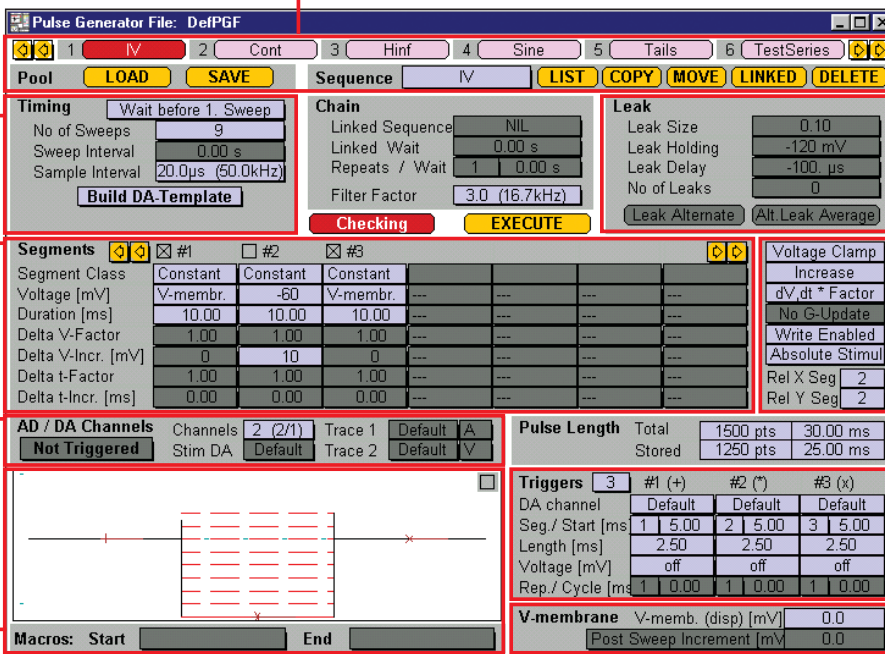 Pulse Generator File: DefPGF
1 IV 2 Cont 3 Hinf 4 Sine 5 Tails 6 TestSeries
Pool LOAD SAVE Sequence IV LIST COPY MOVE LINKED DELETE
Timing Wait before 1. Sweep
No of Sweeps 9
Sweep Interval 0.00 s
Sample Interval 20.0µs (50.0kHz)
Build DA-Template
Chain
Linked Sequence NIL
Linked Wait 0.00 s
Repeats / Wait 1 0.00 s
Filter Factor 3.0 (16.7kHz)
Checking EXECUTE
Leak
Leak Size 0.10
Leak Holding -120 mV
Leak Delay -100. µs
No of Leaks 0
Leak Alternate Alt.Leak Average
Segments #1 #2 #3
Segment Class Constant Constant Constant
Voltage [mV] V-membr. -60 V-membr. --- --- --- ---
Duration [ms] 10.00 10.00 10.00 --- --- --- ---
Delta V-Factor 1.00 1.00 1.00 --- --- --- ---
Delta V-Incr. [mV] 0 10 0 --- --- --- ---
Delta t-Factor 1.00 1.00 1.00 --- --- --- ---
Delta t-Incr. [ms] 0.00 0.00 0.00 --- --- --- ---
Voltage Clamp
Increase
dV,dt * Factor
No G-Update
Write Enabled
Absolute Stimul
Rel X Seg 2
Rel Y Seg 2
AD / DA Channels Channels 2 (2/1) Trace 1 Default A
Not Triggered Stim DA Default Trace 2 Default V
Pulse Length Total 1500 pts 30.00 ms
Stored 1250 pts 25.00 ms
Triggers 3 #1 (+) #2 (*) #3 (x)
DA channel Default Default Default
Seg./ Start [ms 1 5.00 2 5.00 3 5.00
Length [ms] 2.50 2.50 2.50
Voltage [mV] off off off
Rep./ Cycle [ms 1 0.00 1 0.00 1 0.00
Macros: Start End
V-membrane V-memb. (disp) [mV] 0.0
Post Sweep Increment [mV 0.0